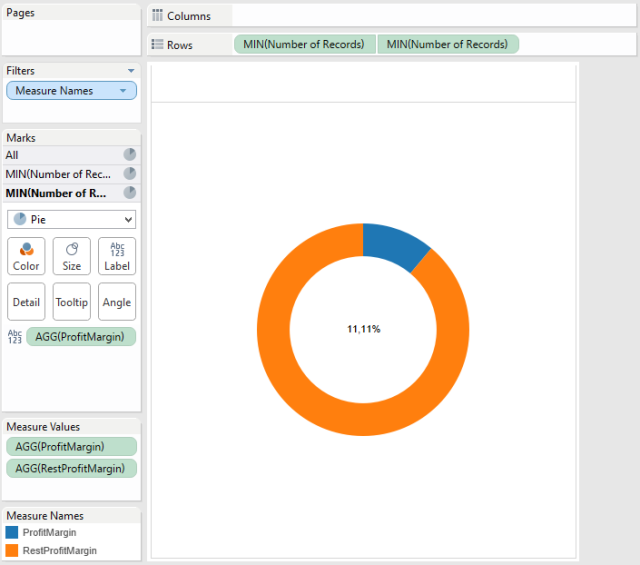 Pages
Columns
Rows
MIN(Number of Records)
MIN(Number of Records)
Filters
Measure Names
Marks
All
MIN(Number of Rec...
MIN(Number of R...
Pie
Color
Size
Abc
123
Label
Detail
Tooltip
Angle
Abc
123
AGG(ProfitMargin)
11,11%
Measure Values
AGG(ProfitMargin)
AGG(RestProfitMargin)
Measure Names
ProfitMargin
RestProfitMargin